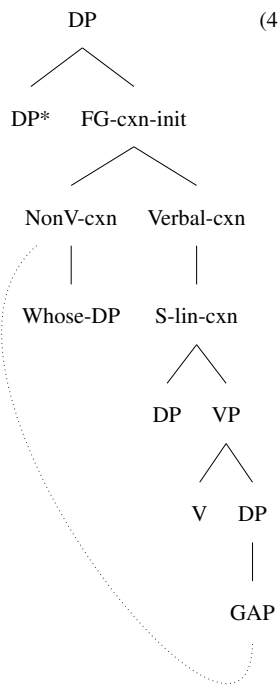 DP (4
DP* FG-cxn-init
NonV-cxn Verbal-cxn
Whose-DP S-lin-cxn
DP VP
V DP
GAP